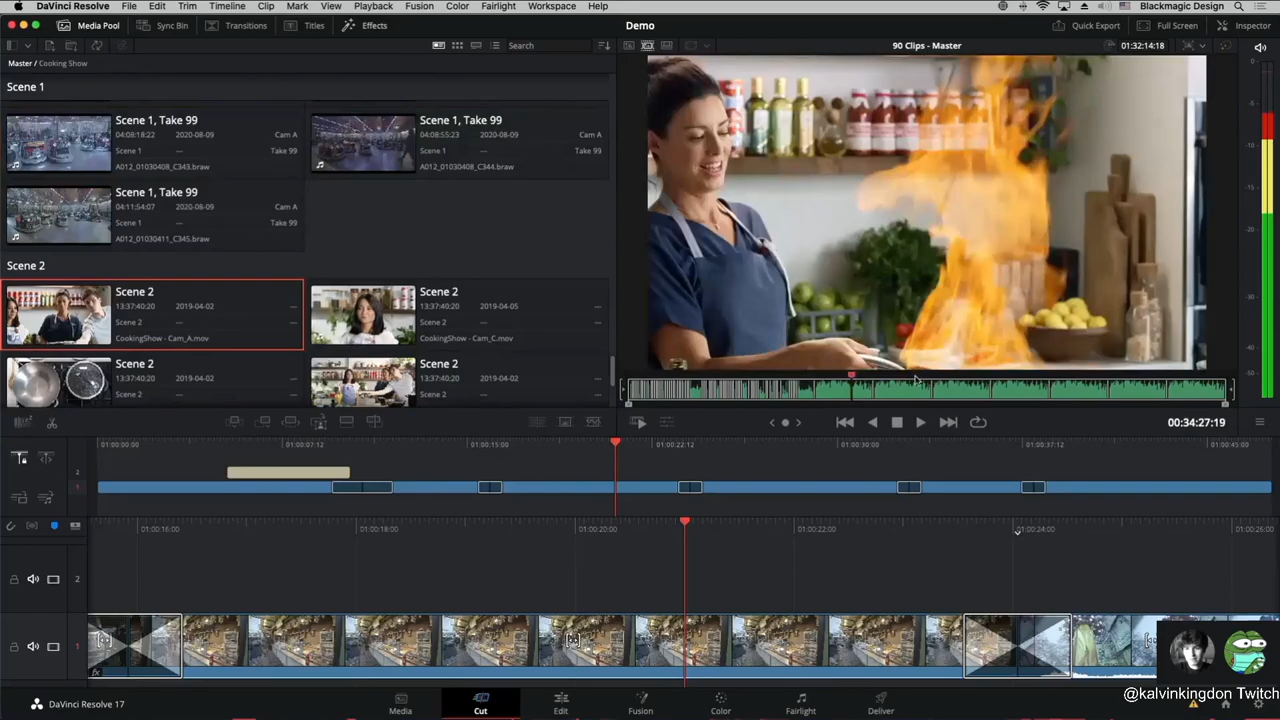 DaVinci Resolve File Edit Trim Timeline Clip Mark View Playback Fusion Color Fairlight Workspace Help Blackmagic Design
Media Pool Sync Bin Transitions Titles Effects Demo Quick Export Full Screen Inspector
Search 90 Clips - Master 01:32:14:18
Master / Cooking Show
Scene 1
Scene 1, Take 99
04:08:18:22 2020-08-09 Cam A
Scene 1 --- Take 99
A012_01030408_C343.braw
Scene 1, Take 99
04:08:55:23 2020-08-09 Cam A
Scene 1 --- Take 99
A012_01030408_C344.braw
Scene 1, Take 99
04:11:54:07 2020-08-09 Cam A
Scene 1 --- Take 99
A012_01030411_C345.braw
Scene 2
Scene 2
13:37:40:20 2019-04-02 ---
Scene 2 --- ---
CookingShow - Cam_A.mov
Scene 2
13:37:40:20 2019-04-05 ---
Scene 2 --- ---
CookingShow - Cam_C.mov
Scene 2
13:37:40:20 2019-04-02 ---
Scene 2
13:37:40:20 2019-04-02 ---
0
-5
-10
-15
-20
-30
-40
-50
00:34:27:19
01:00:00:00 01:00:07:12 01:00:15:00 01:00:22:12 01:00:30:00 01:00:37:12 01:00:45:00
2
1
01:00:16:00 01:00:18:00 01:00:20:00 01:00:22:00 01:00:24:00 01:00:26:00
2
1
fx
@kalvinkingdon Twitch
DaVinci Resolve 17 Media Cut Edit Fusion Color Fairlight Deliver